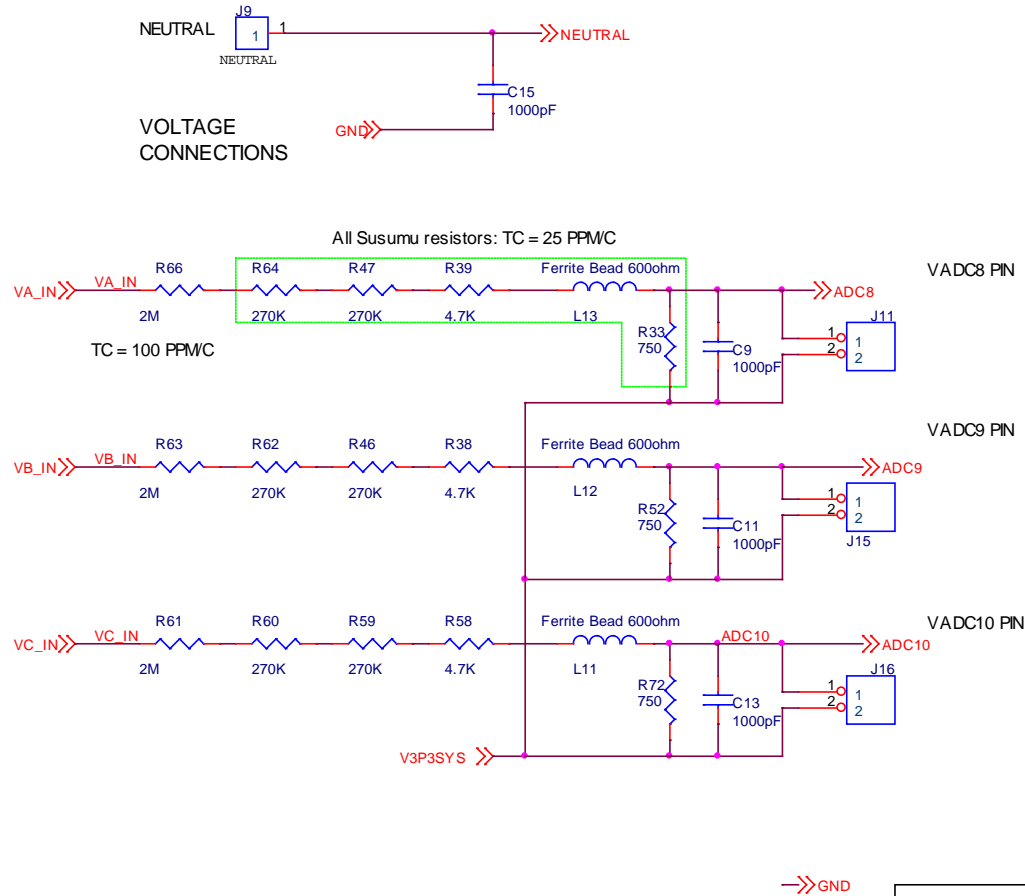 J9
NEUTRAL
1
1
NEUTRAL
NEUTRAL
C15
1000pF
VOLTAGE
CONNECTIONS
GND
All Susumu resistors: TC = 25 PPM/C
R66 R64 R47 R39 Ferrite Bead 600ohm
VADC8 PIN
VA_IN VA_IN ADC8
2M 270K 270K 4.7K L13
J11
TC = 100 PPM/C
R33
750
C9
1000pF
1 1
2 2
VADC9 PIN
R63 R62 R46 R38 Ferrite Bead 600ohm
VB_IN VB_IN ADC9
2M 270K 270K 4.7K L12
R52
750
C11
1000pF
1 1
2 2
J15
R61 R60 R59 R58 Ferrite Bead 600ohm
VADC10 PIN
VC_IN VC_IN ADC10 ADC10
2M 270K 270K 4.7K L11
J16
R72
750
C13
1000pF
1 1
2 2
V3P3SYS
GND